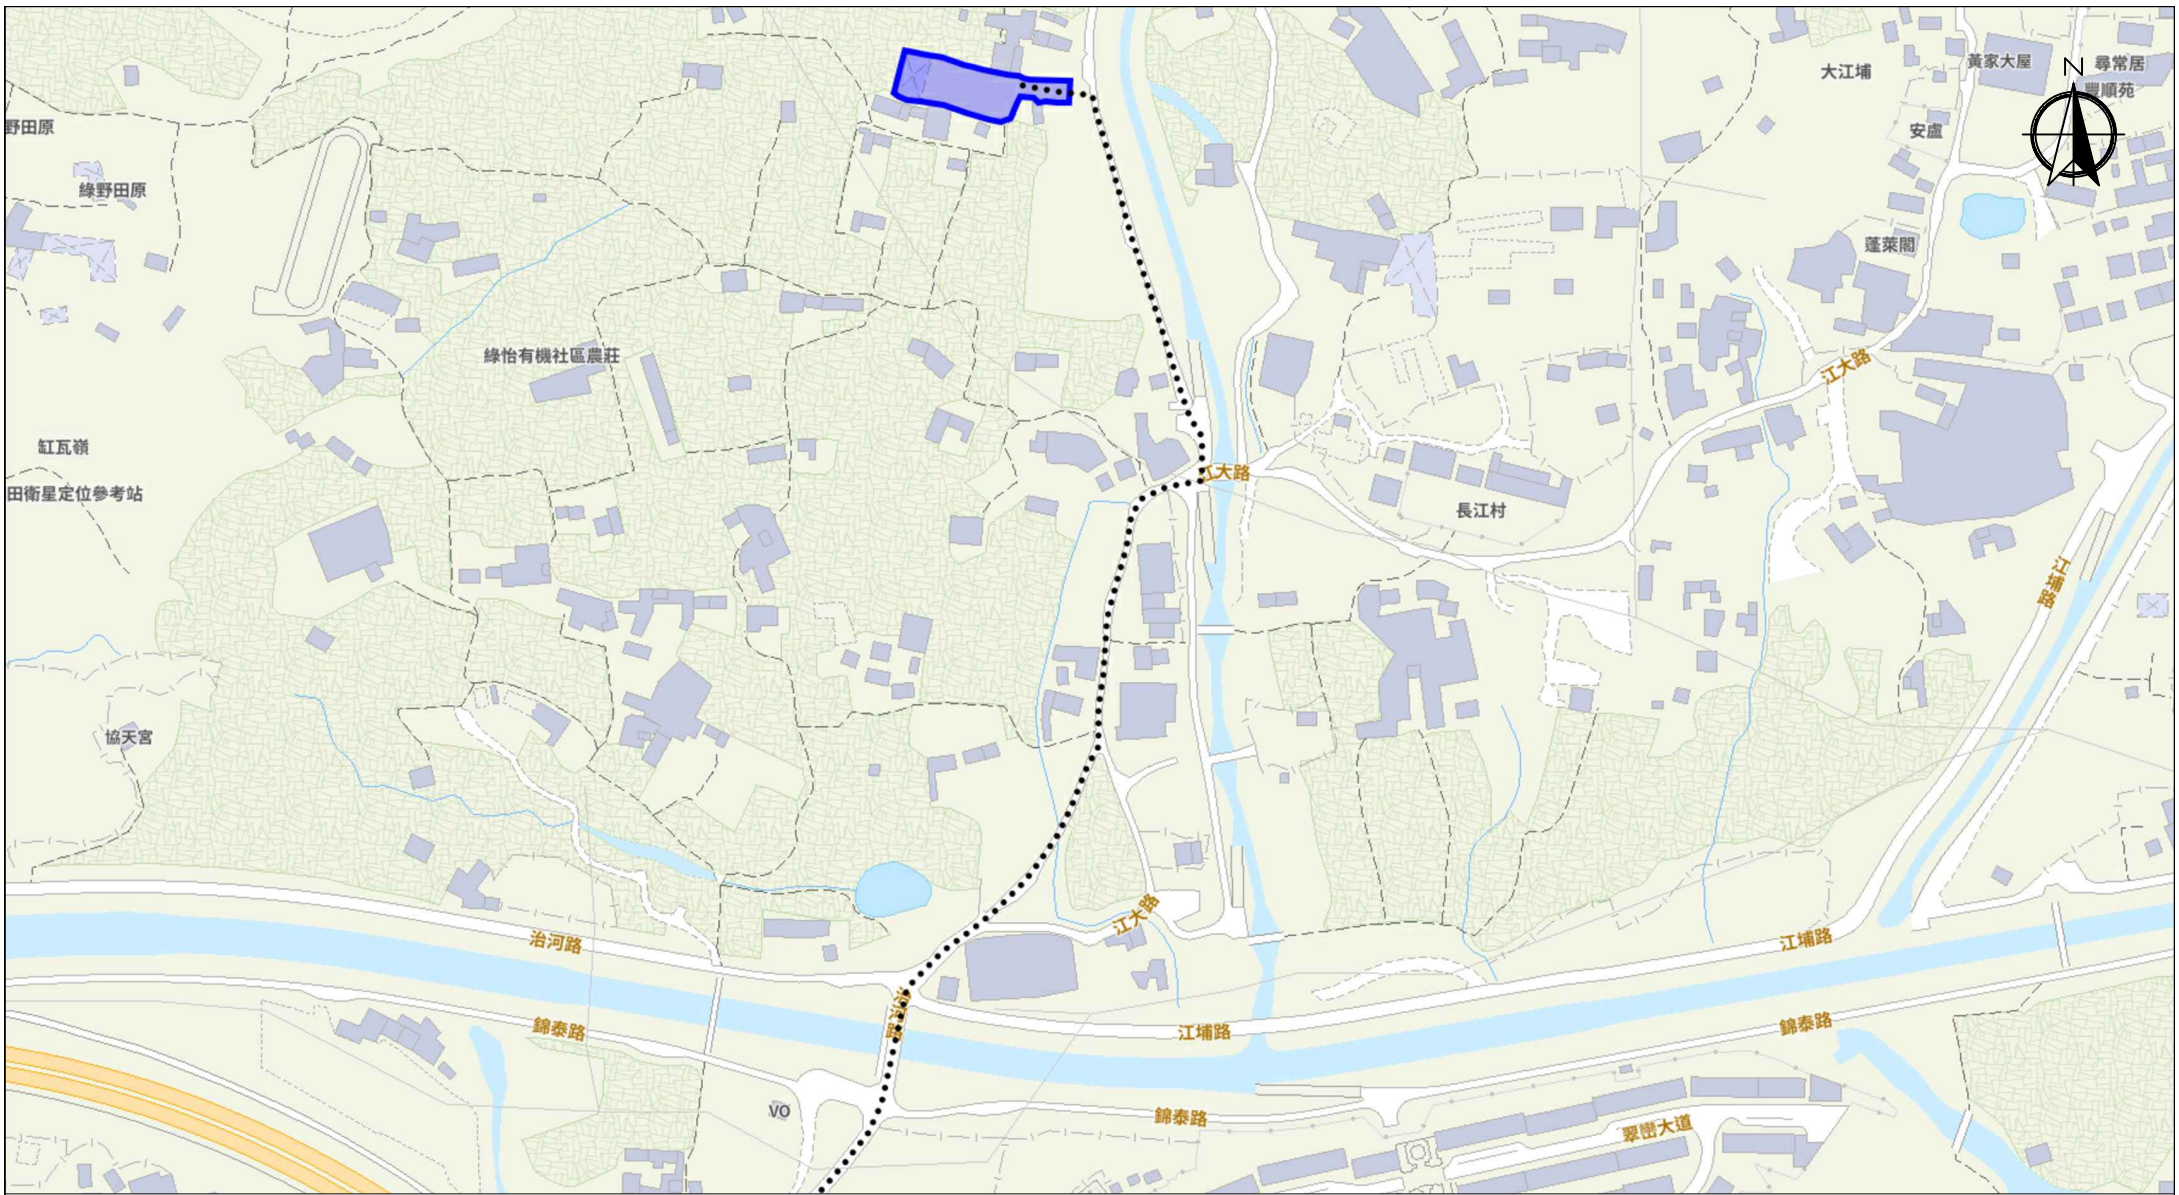 N
黃家大屋
尋常居
豐順苑
大江埔
安盧
野田原
綠野田原
蓬萊閣
綠怡有機社區農莊
江大路
缸瓦嶺
江大路
田衛星定位參考站
長江村
江埔路
協天宮
江大路
治河路
江埔路
錦泰路
江埔路
錦泰路
VO
錦泰路
翠巒大道